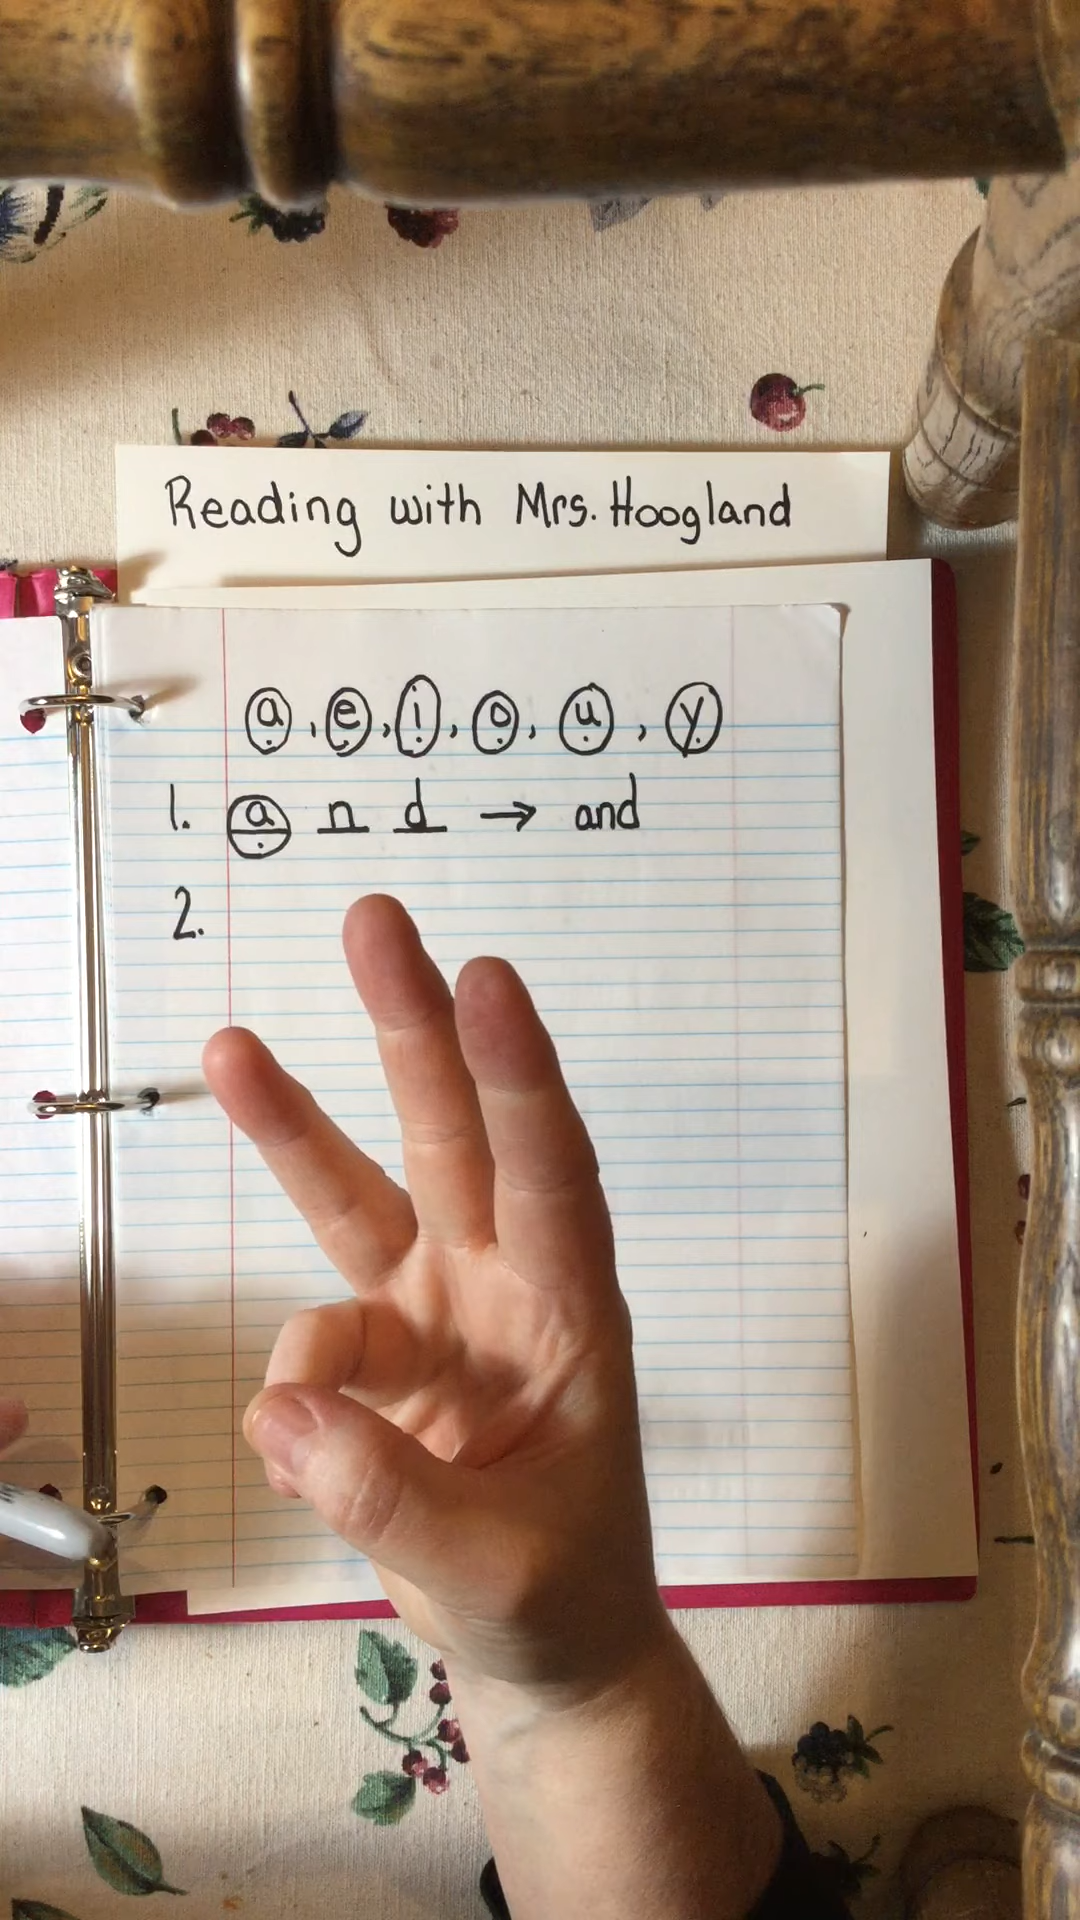 Reading with Mrs. Hoogland
a, e, i, o, u, y
1. a n d → and
2.